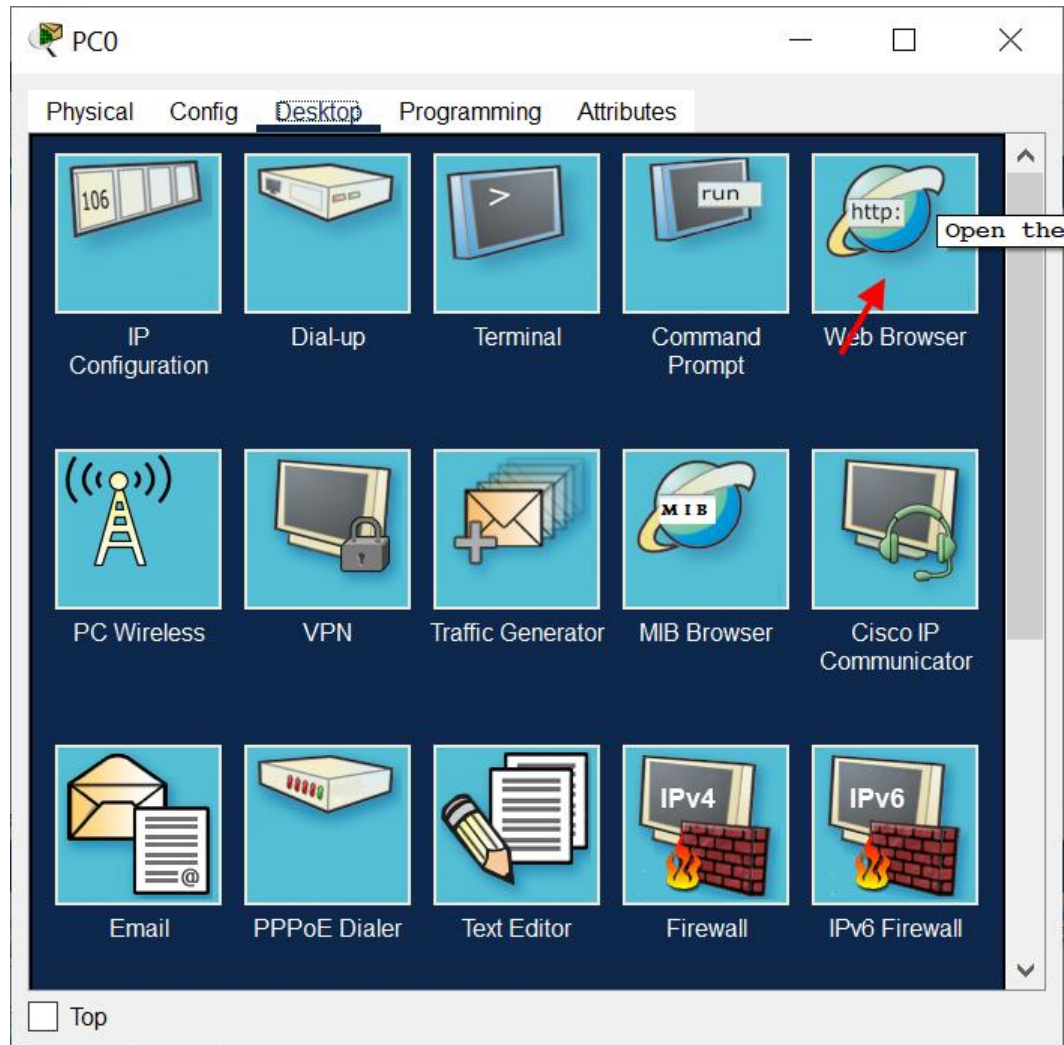 PC0
Physical Config Desktop Programming Attributes
106
>
run
http:
Open the
IP
Configuration
Dial-up
Terminal
Command
Prompt
Web Browser
MIB
PC Wireless
VPN
Traffic Generator
MIB Browser
Cisco IP
Communicator
@
IPv4
IPv6
Email
PPPoE Dialer
Text Editor
Firewall
IPv6 Firewall
Top